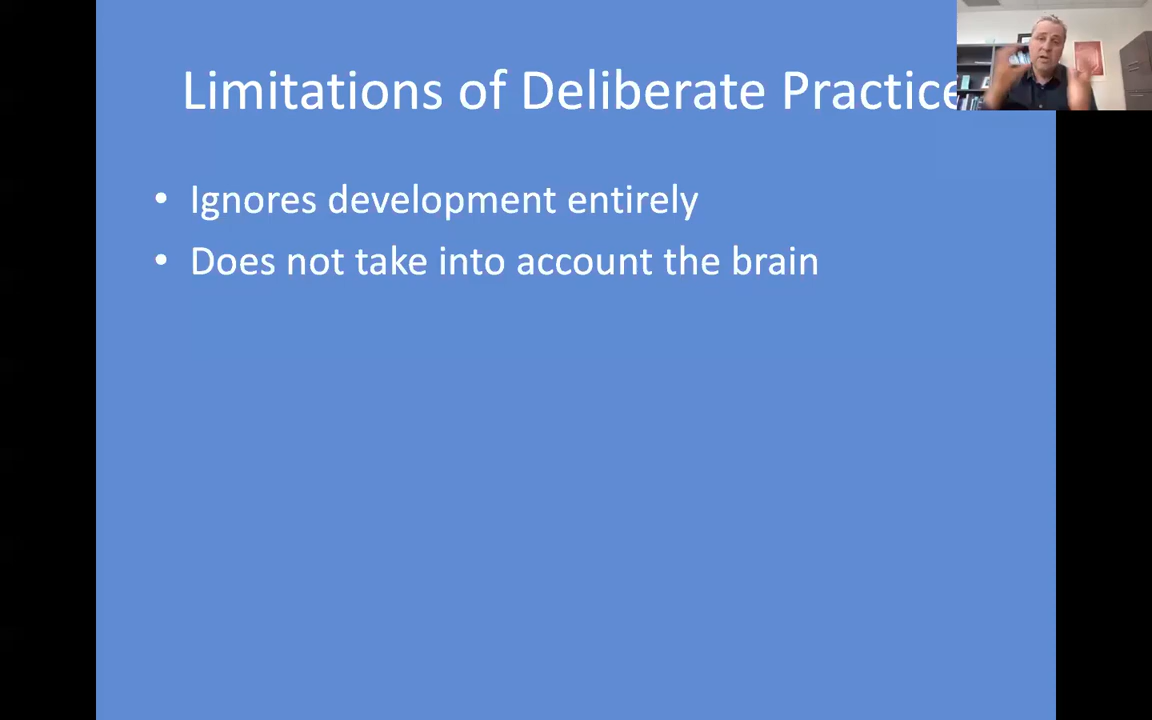 Limitations of Deliberate Practice
• Ignores development entirely
• Does not take into account the brain